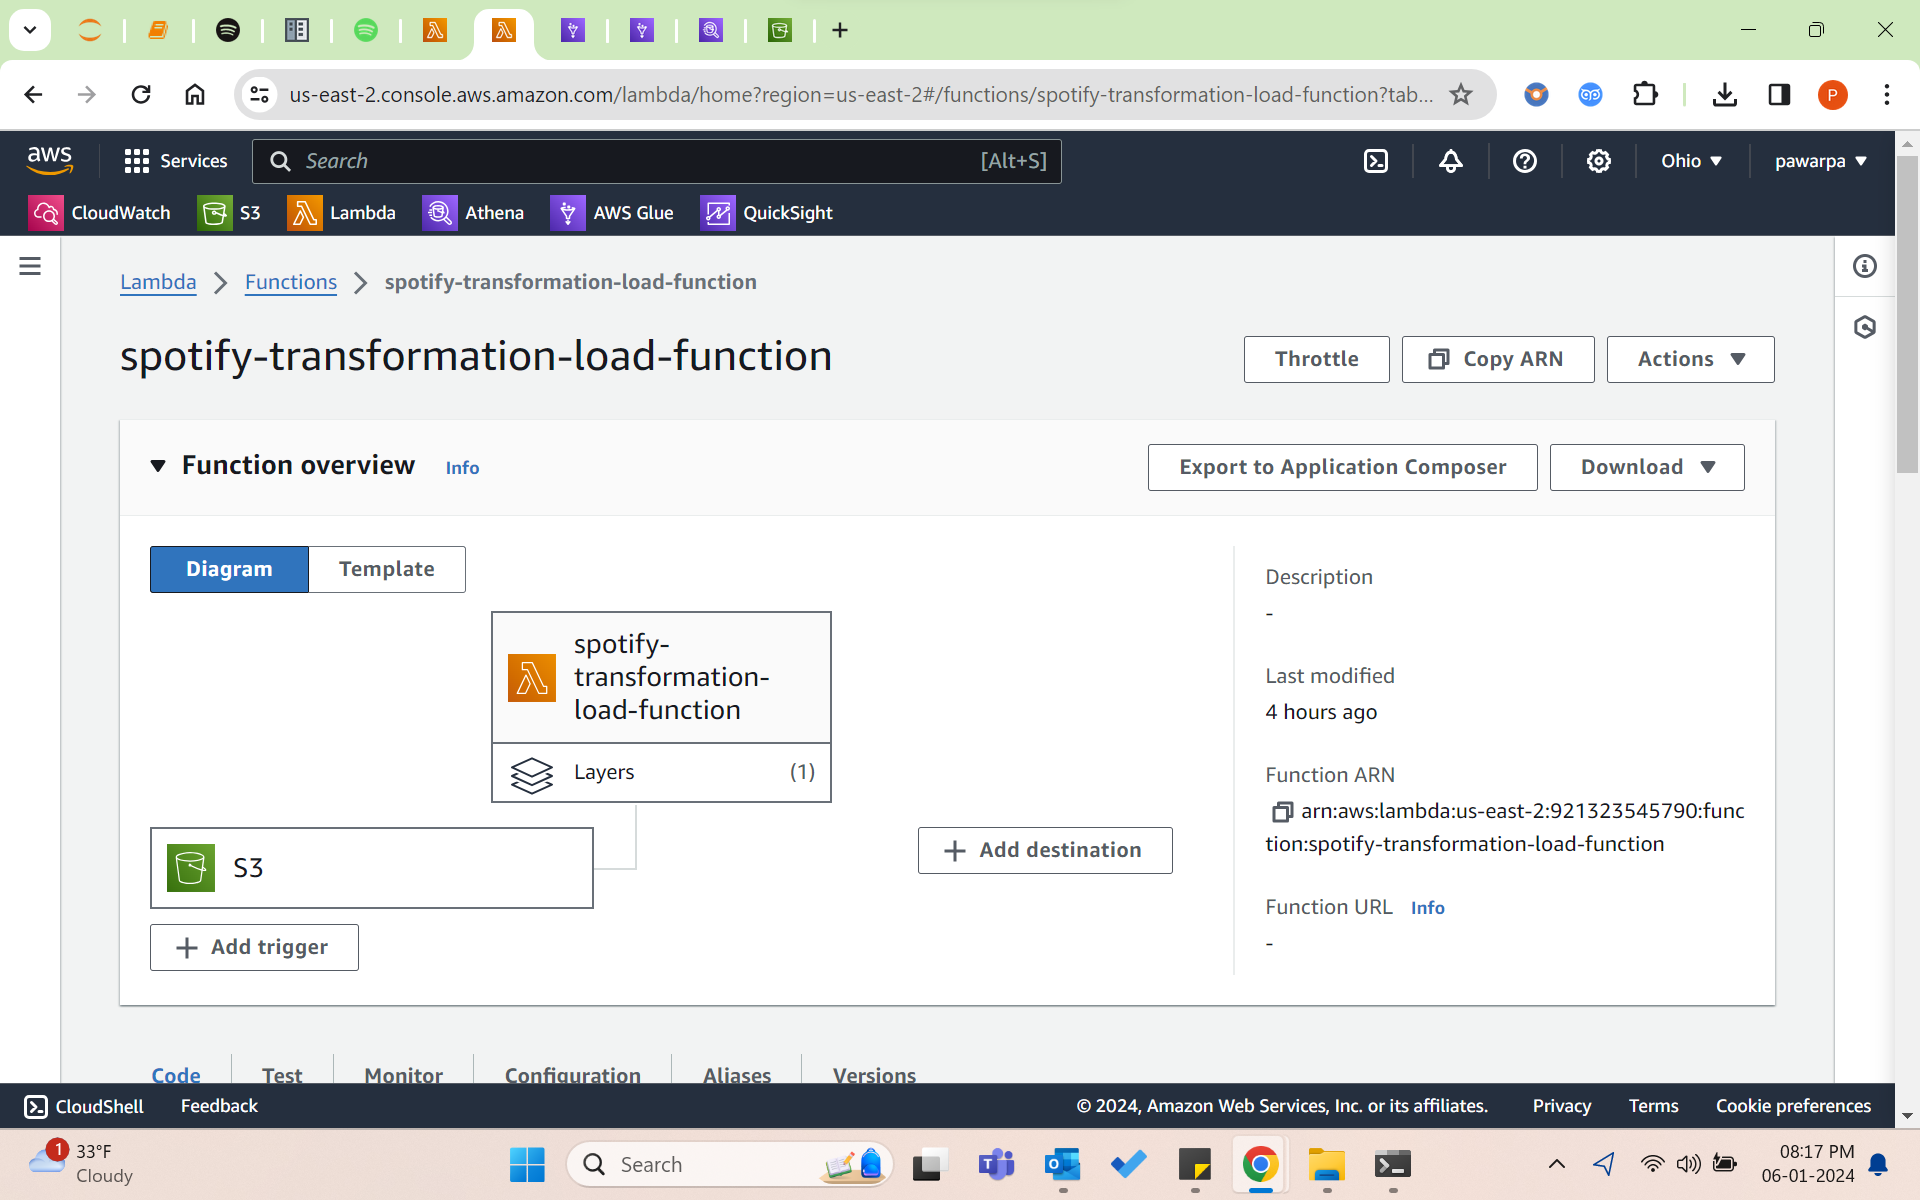 us-east-2.console.aws.amazon.com/lambda/home?region=us-east-2#/functions/spotify-transformation-load-function?tab...
P
aws
Services
Search
[Alt+S]
Ohio
pawarpa
CloudWatch
S3
Lambda
Athena
AWS Glue
QuickSight
Lambda
Functions
spotify-transformation-load-function
spotify-transformation-load-function
Throttle
Copy ARN
Actions
Function overview
Info
Export to Application Composer
Download
Diagram
Template
spotify-
transformation-
load-function
Layers
(1)
S3
Add trigger
Add destination
Description
-
Last modified
4 hours ago
Function ARN
arn:aws:lambda:us-east-2:921323545790:func
tion:spotify-transformation-load-function
Function URL
Info
-
Code
Test
Monitor
Configuration
Aliases
Versions
CloudShell
Feedback
© 2024, Amazon Web Services, Inc. or its affiliates.
Privacy
Terms
Cookie preferences
1
33°F
Cloudy
Search
08:17 PM
06-01-2024